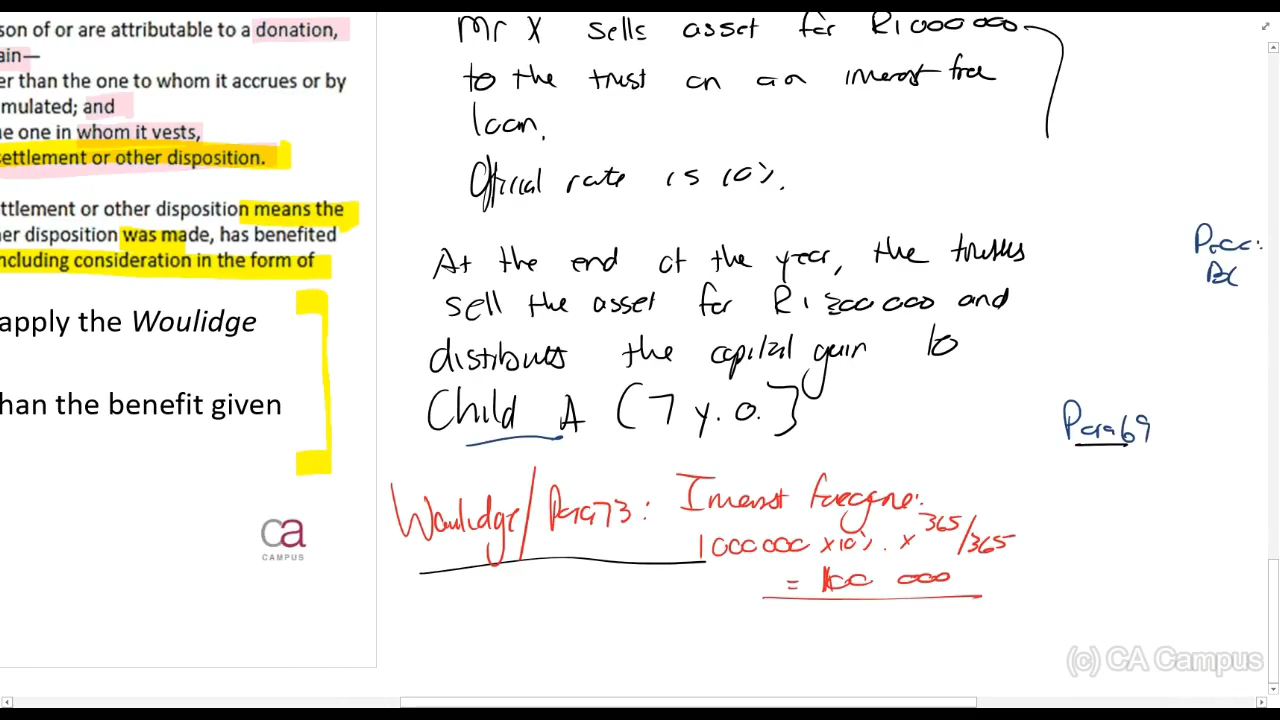 son of or are attributable to a donation,
ain—
er than the one to whom it accrues or by
mulated; and
ne one in whom it vests,
settlement or other disposition.
ttlement or other disposition means the
er disposition was made, has benefited
ncluding consideration in the form of
apply the Woulidge
han the benefit given
ca
CAMPUS
Mr X sells asset for R1 000 000
to the trust on an interest free
loan.
Official rate is 10%.
At the end of the year, the trustees
sell the asset for R1 200 000 and
distributes the capital gain to
Child A (7 y.o.)
Woulidge/Para 73: Interest foregone:
1000 000 x 10% x 365/365
= 100 000
Para 69
(c) CA Campus